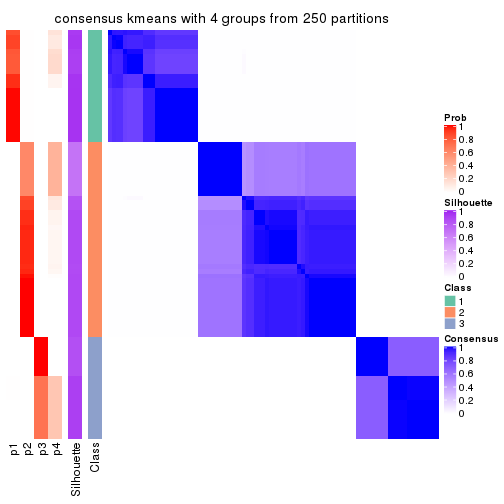 consensus kmeans with 4 groups from 250 partitions
Prob
1
0.8
0.6
0.4
0.2
0
Silhouette
1
0.8
0.6
0.4
0.2
0
Class
1
2
3
Consensus
1
0.8
0.6
0.4
0.2
0
p1
p2
p3
p4
Silhouette
Class